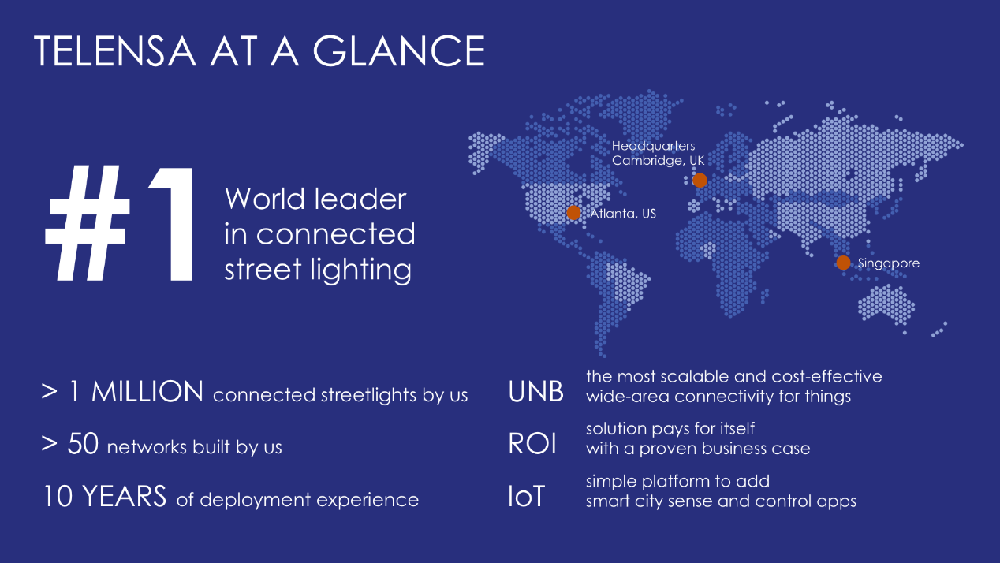 TELENSA AT A GLANCE
#1
World leader
in connected
street lighting
Headquarters
Cambridge, UK
Atlanta, US
Singapore
> 1 MILLION connected streetlights by us
> 50 networks built by us
10 YEARS of deployment experience
UNB
the most scalable and cost-effective
wide-area connectivity for things
ROI
solution pays for itself
with a proven business case
IoT
simple platform to add
smart city sense and control apps